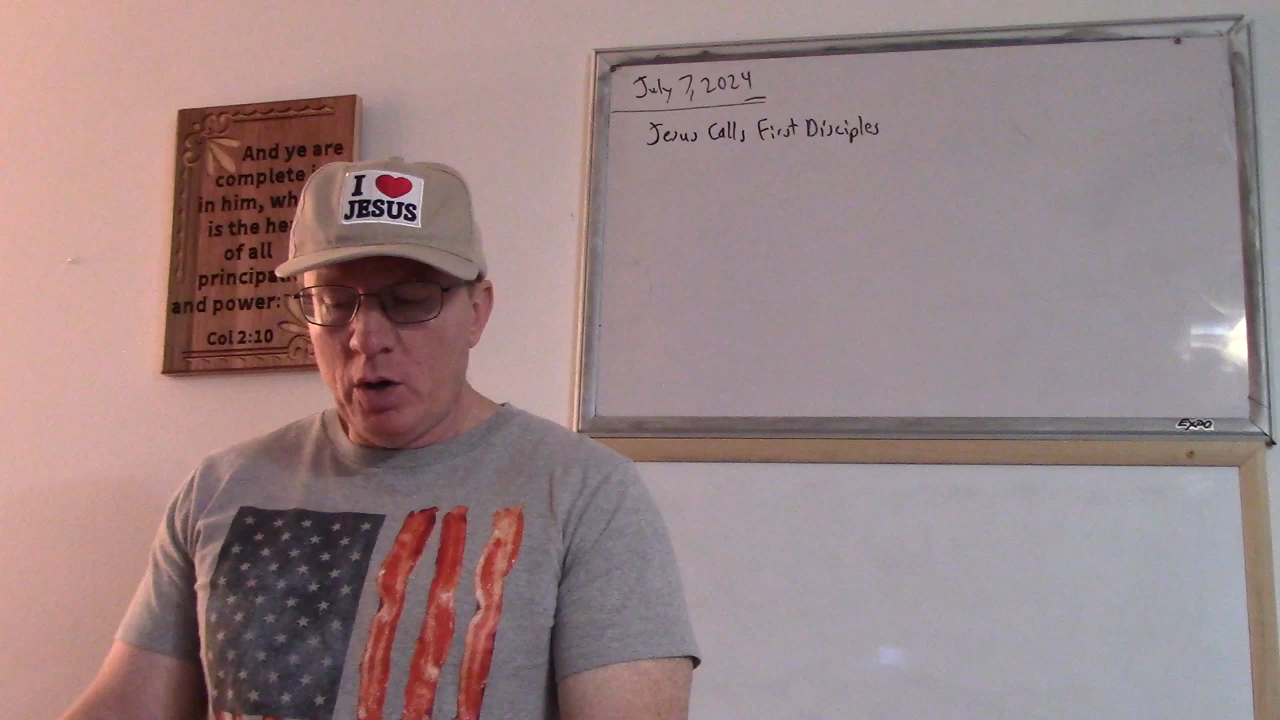 And ye are
complete
in him, wh
is the he
of all
principa
and power:
Col 2:10
I ❤
JESUS
July 7, 2024
Jesus Calls First Disciples
EXPO